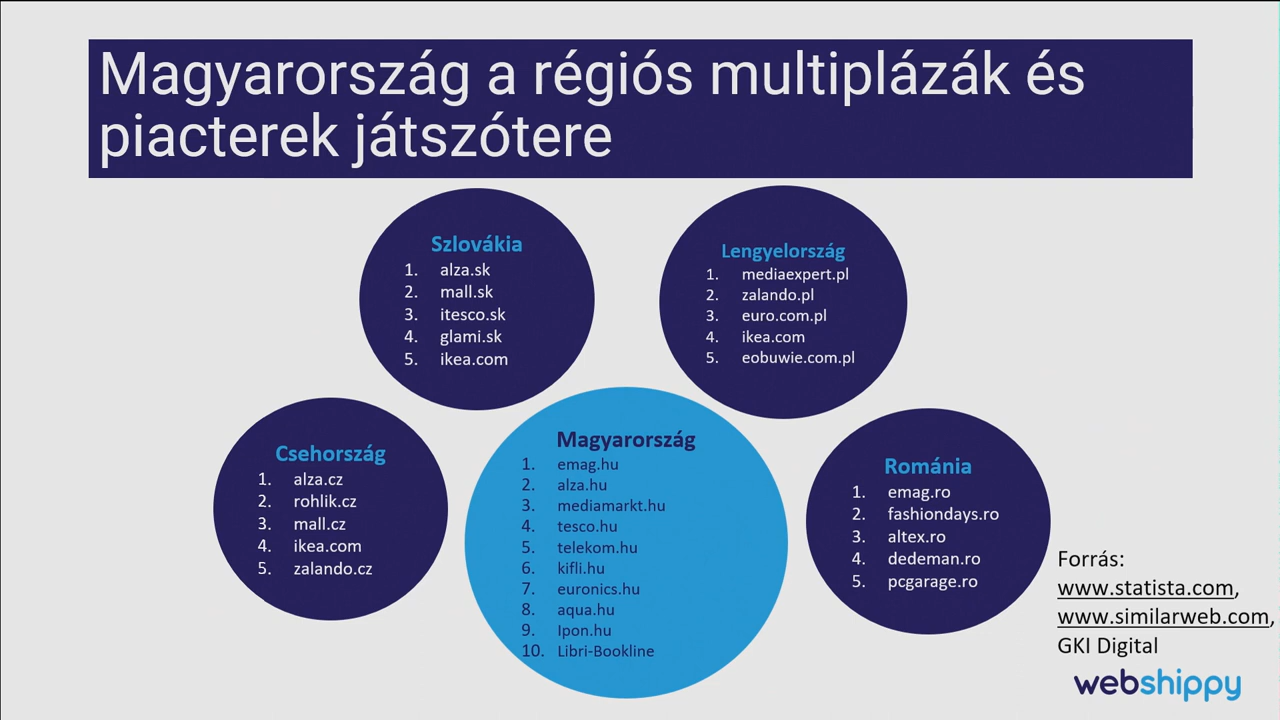 Magyarország a régiós multiplázák és
piacterek játszótere
Szlovákia
1. alza.sk
2. mall.sk
3. itesco.sk
4. glami.sk
5. ikea.com
Lengyelország
1. mediaexpert.pl
2. zalando.pl
3. euro.com.pl
4. ikea.com
5. eobuwie.com.pl
Csehország
1. alza.cz
2. rohlik.cz
3. mall.cz
4. ikea.com
5. zalando.cz
Magyarország
1. emag.hu
2. alza.hu
3. mediamarkt.hu
4. tesco.hu
5. telekom.hu
6. kifli.hu
7. euronics.hu
8. aqua.hu
9. Ipon.hu
10. Libri-Bookline
Románia
1. emag.ro
2. fashiondays.ro
3. altex.ro
4. dedeman.ro
5. pcgarage.ro
Forrás:
www.statista.com,
www.similarweb.com,
GKI Digital
webshippy